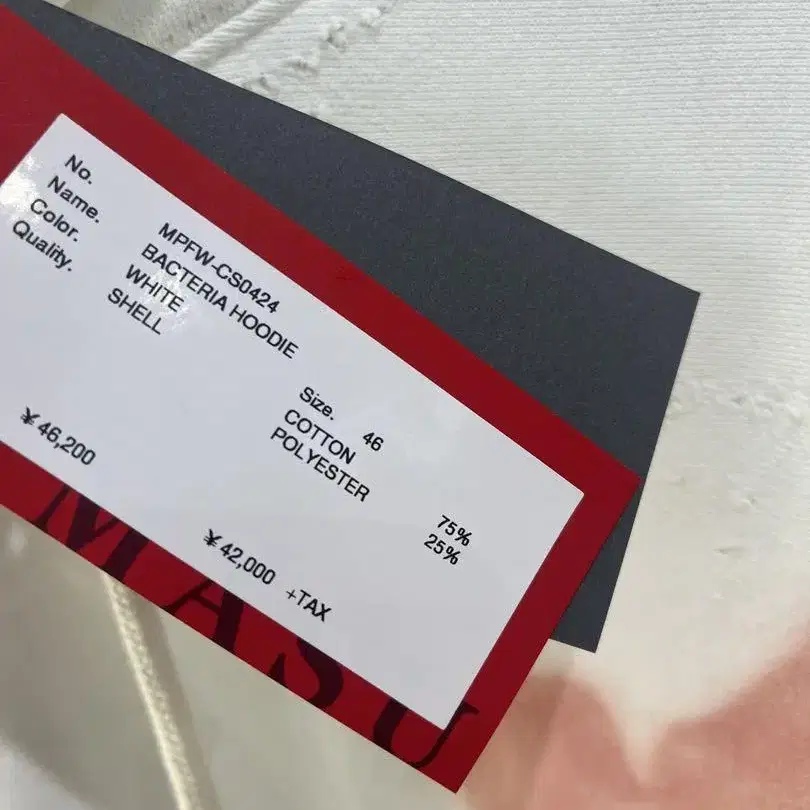 No. MPFW-CS0424
Name. BACTERIA HOODIE
Color. WHITE Size. 46
Quality. SHELL COTTON 75%
POLYESTER 25%
¥46,200 ¥42,000 +TAX
MASU